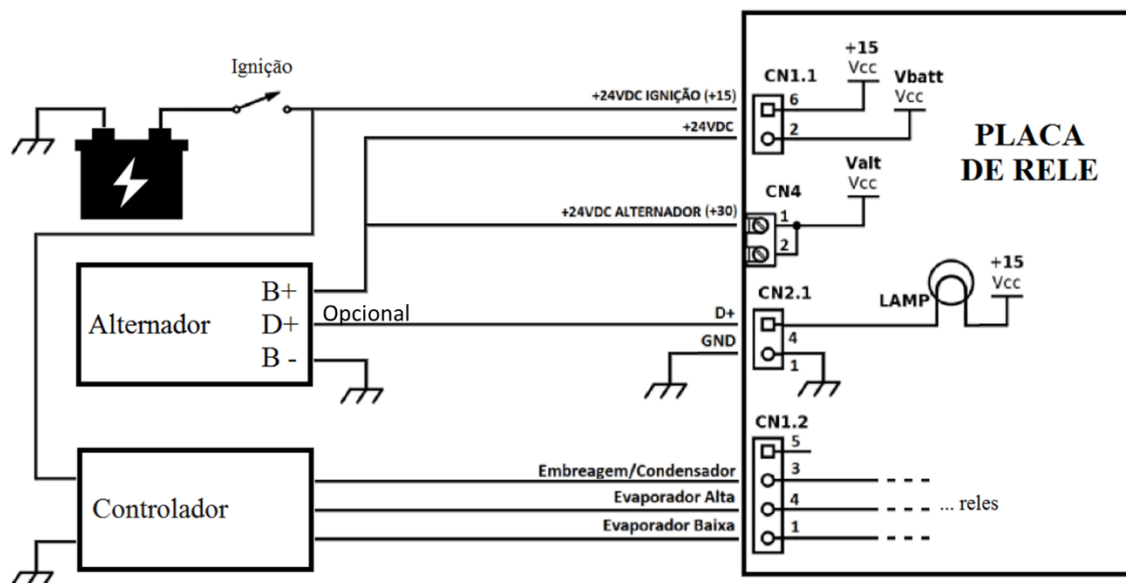 Ignição
+24VDC IGNIÇÃO (+15)
+24VDC
+24VDC ALTERNADOR (+30)
CN1.1
6
2
+15
Vcc
Vbatt
Vcc
PLACA
DE RELE
CN4
1
2
Valt
Vcc
Alternador
B+
D+
B -
Opcional
D+
GND
CN2.1
4
1
LAMP
+15
Vcc
Controlador
Embreagem/Condensador
Evaporador Alta
Evaporador Baixa
CN1.2
5
3
4
1
... reles